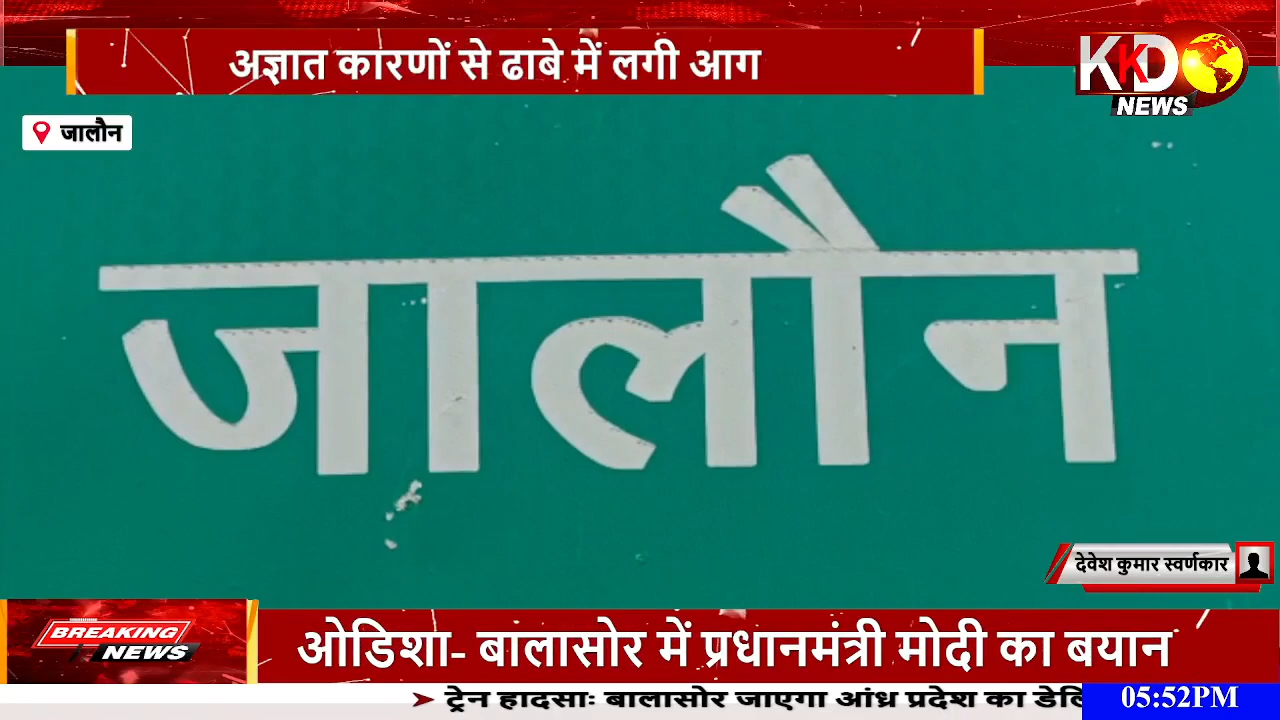 अज्ञात कारणों से ढाबे में लगी आग
KKD
NEWS
जालौन
जालौन
देवेश कुमार स्वर्णकार
BREAKING
NEWS
ओडिशा- बालासोर में प्रधानमंत्री मोदी का बयान
ट्रेन हादसाः बालासोर जाएगा आंध्र प्रदेश का
05:52PM